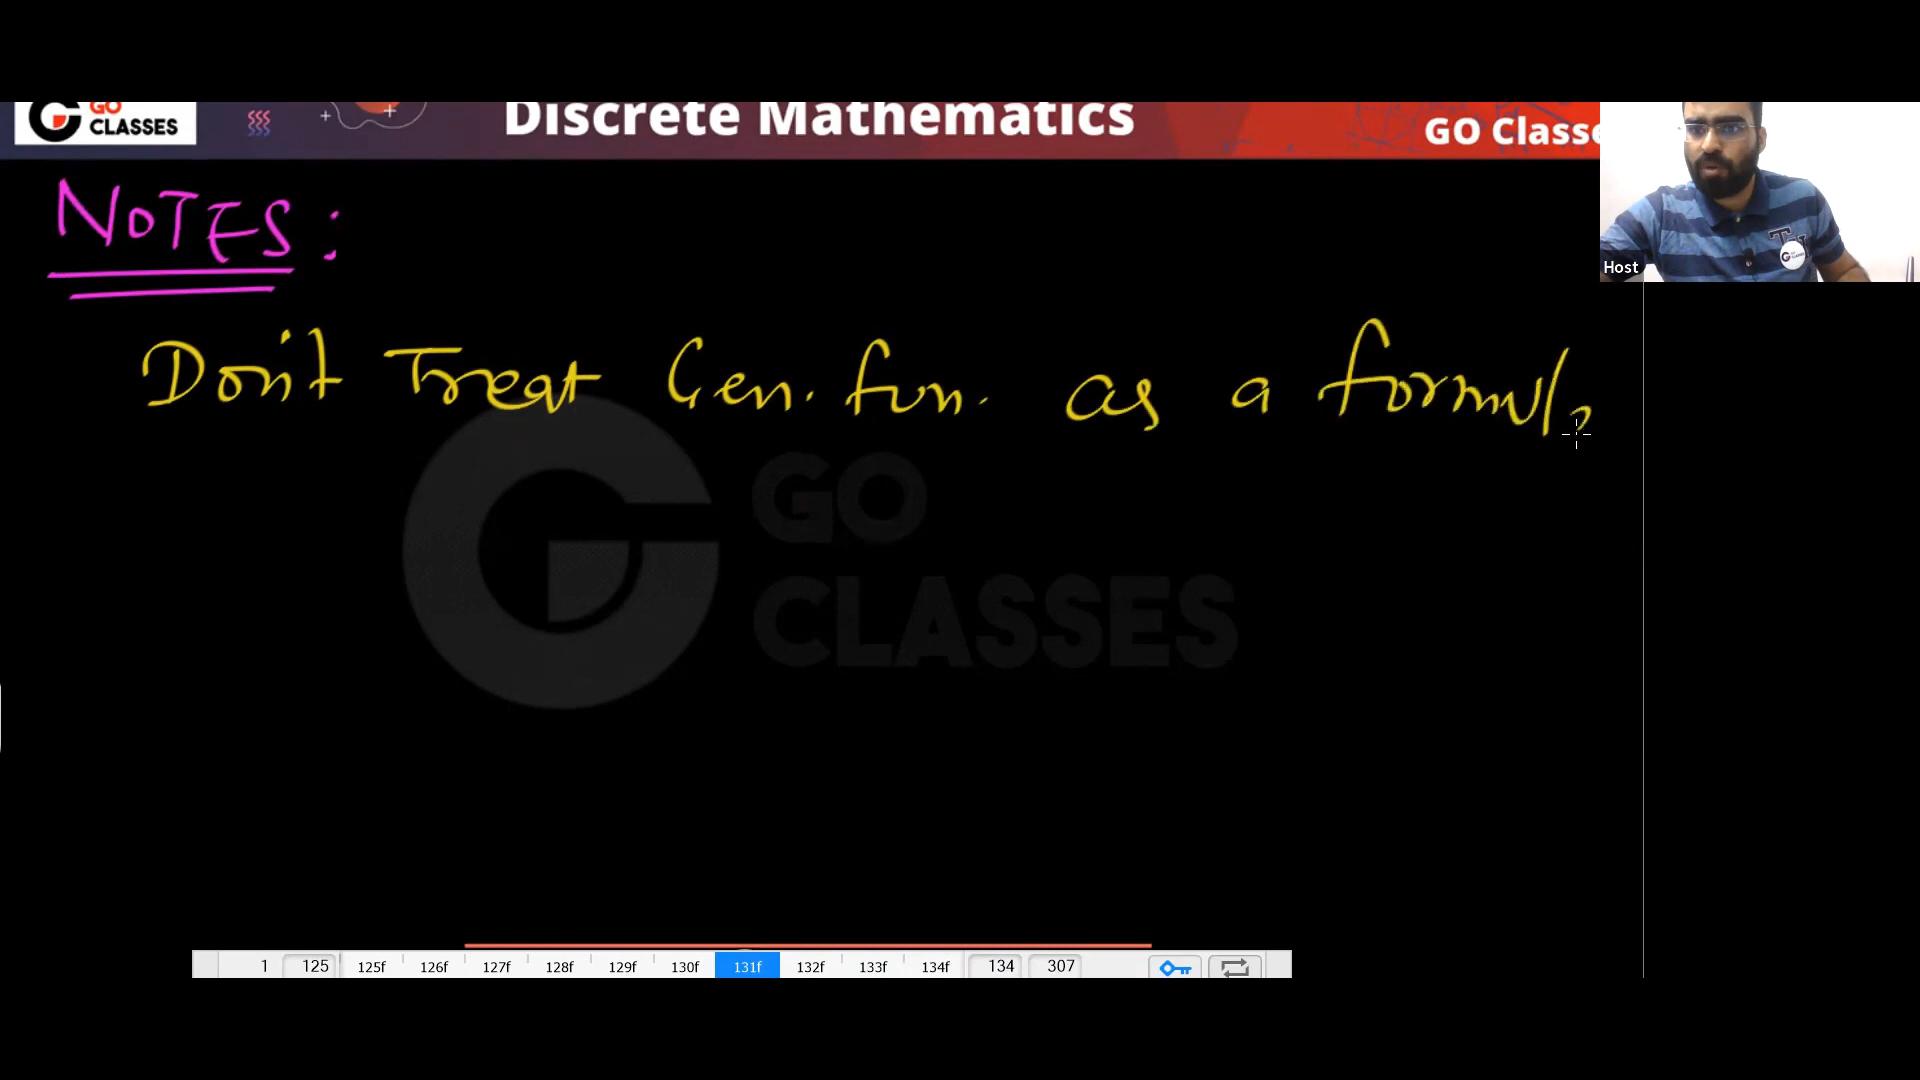 GO
CLASSES
Discrete Mathematics
GO Classe
NOTES:
Host
Don't Treat Gen. fun. as a formula
GO
CLASSES
1 125 125f 126f 127f 128f 129f 130f 131f 132f 133f 134f 134 307